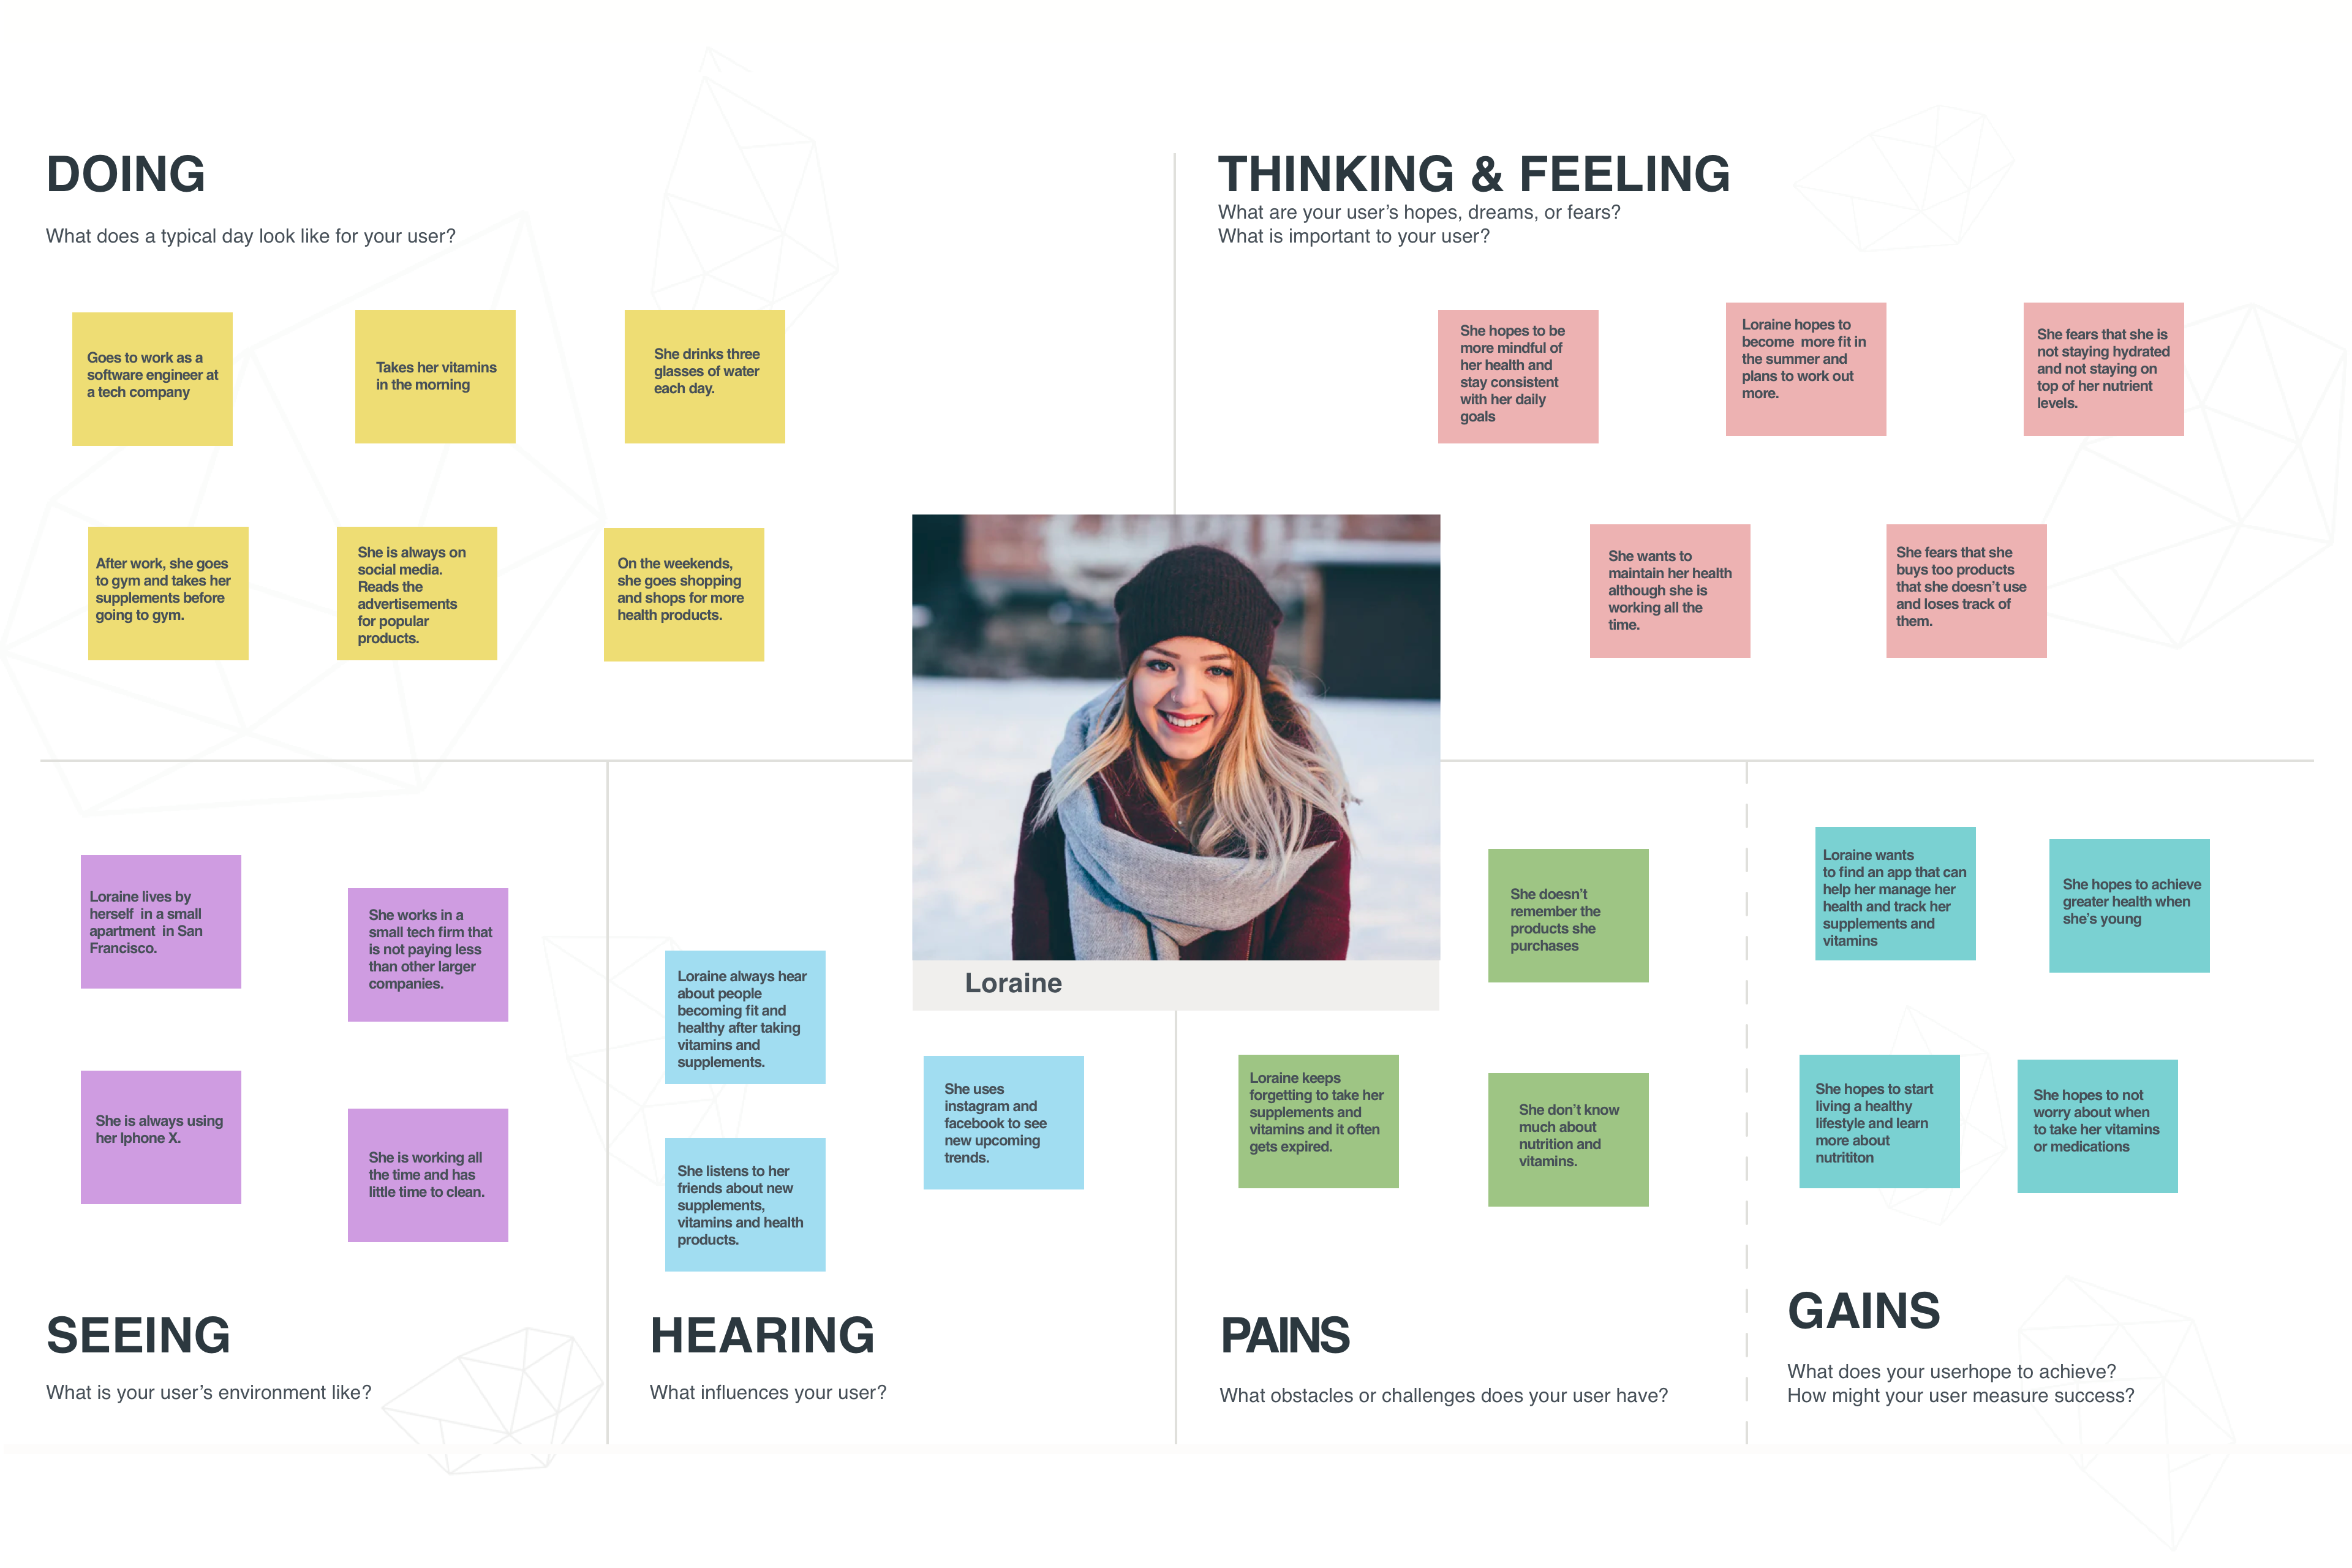 DOING
What does a typical day look like for your user?
Goes to work as a
software engineer at
a tech company
Takes her vitamins
in the morning
She drinks three
glasses of water
each day.
After work, she goes
to gym and takes her
supplements before
going to gym.
She is always on
social media.
Reads the
advertisements
for popular
products.
On the weekends,
she goes shopping
and shops for more
health products.
THINKING & FEELING
What are your user’s hopes, dreams, or fears?
What is important to your user?
She hopes to be
more mindful of
her health and
stay consistent
with her daily
goals
Loraine hopes to
become  more fit in
the summer and
plans to work out
more.
She fears that she is
not staying hydrated
and not staying on
top of her nutrient
levels.
She wants to
maintain her health
although she is
working all the
time.
She fears that she
buys too products
that she doesn’t use
and loses track of
them.
Loraine
Loraine lives by
herself  in a small
apartment  in San
Francisco.
She works in a
small tech firm that
is not paying less
than other larger
companies.
She is always using
her Iphone X.
She is working all
the time and has
little time to clean.
SEEING
What is your user’s environment like?
Loraine always hear
about people
becoming fit and
healthy after taking
vitamins and
supplements.
She uses
instagram and
facebook to see
new upcoming
trends.
She listens to her
friends about new
supplements,
vitamins and health
products.
HEARING
What influences your user?
She doesn’t
remember the
products she
purchases
Loraine keeps
forgetting to take her
supplements and
vitamins and it often
gets expired.
She don’t know
much about
nutrition and
vitamins.
PAINS
What obstacles or challenges does your user have?
Loraine wants
to find an app that can
help her manage her
health and track her
supplements and
vitamins
She hopes to achieve
greater health when
she’s young
She hopes to start
living a healthy
lifestyle and learn
more about
nutrititon
She hopes to not
worry about when
to take her vitamins
or medications
GAINS
What does your userhope to achieve?
How might your user measure success?